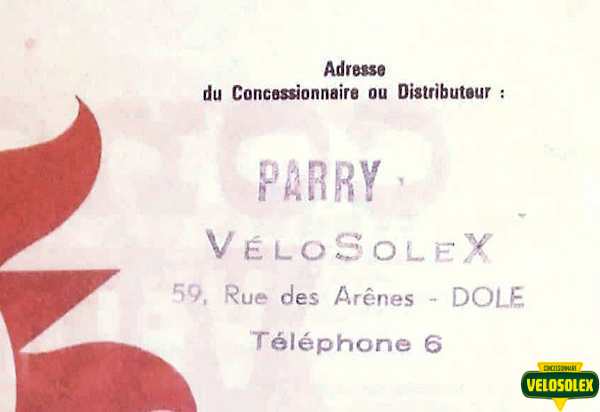 Adresse
du Concessionnaire ou Distributeur :
PARRY
VÉLOSOLEX
59, Rue des Arênes - DOLE
Téléphone 6
CONCESSIONNAIRE
VELOSOLEX